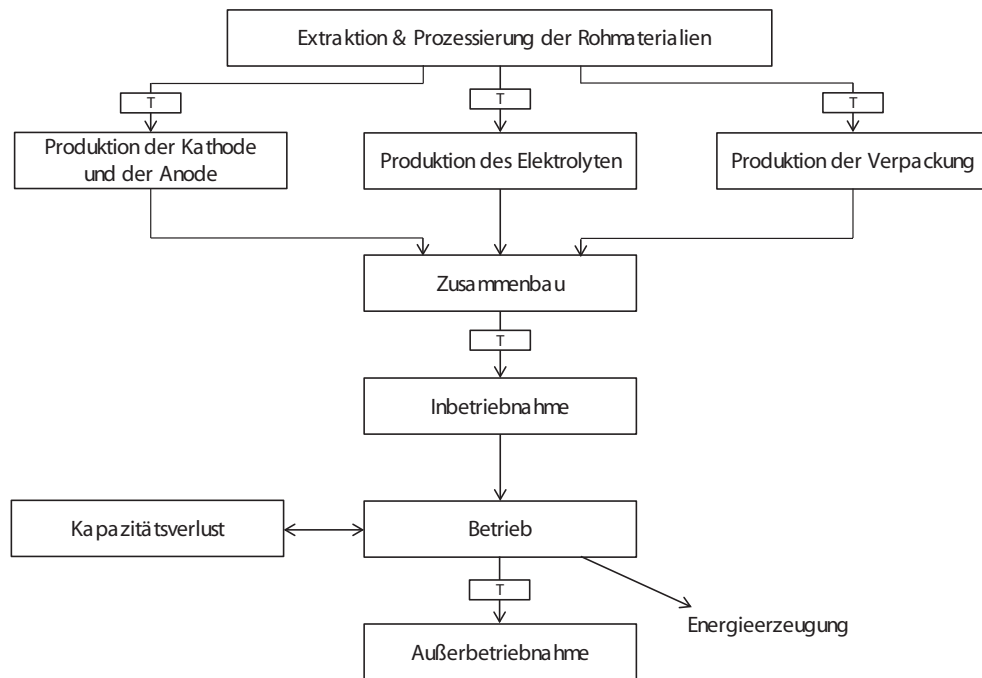 Extraktion & Prozessierung der Rohmaterialien
T
T
T
Produktion der Kathode
und der Anode
Produktion des Elektrolyten
Produktion der Verpackung
Zusammenbau
T
Inbetriebnahme
Kapazitätsverlust
Betrieb
T
Energieerzeugung
Außerbetriebnahme